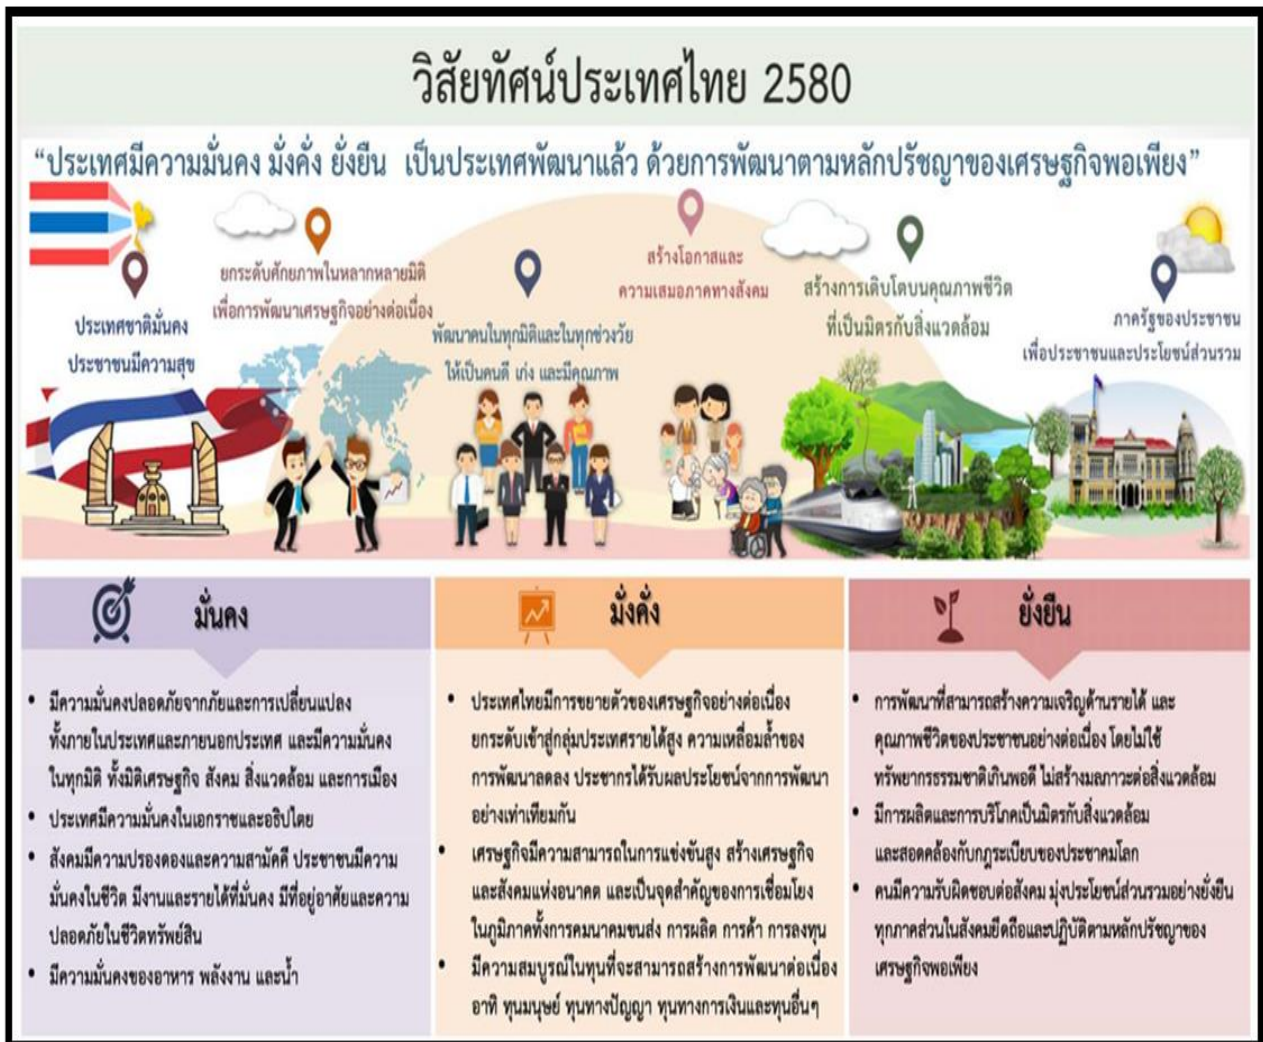 วิสัยทัศน์ประเทศไทย 2580
“ประเทศมีความมั่นคง มั่งคั่ง ยั่งยืน เป็นประเทศพัฒนาแล้ว ด้วยการพัฒนาตามหลักปรัชญาของเศรษฐกิจพอเพียง”
ประเทศชาติมั่นคง
ประชาชนมีความสุข
ยกระดับศักยภาพในหลากหลายมิติ
เพื่อการพัฒนาเศรษฐกิจอย่างต่อเนื่อง
พัฒนาคนในทุกมิติและในทุกช่วงวัย
ให้เป็นคนดี เก่ง และมีคุณภาพ
สร้างโอกาสและ
ความเสมอภาคทางสังคม
สร้างการเติบโตบนคุณภาพชีวิต
ที่เป็นมิตรกับสิ่งแวดล้อม
ภาครัฐของประชาชน
เพื่อประชาชนและประโยชน์ส่วนรวม
มั่นคง
• มีความมั่นคงปลอดภัยจากภัยและการเปลี่ยนแปลง
ทั้งภายในประเทศและภายนอกประเทศ และมีความมั่นคง
ในทุกมิติ ทั้งมิติเศรษฐกิจ สังคม สิ่งแวดล้อม และการเมือง
• ประเทศมีความมั่นคงในเอกราชและอธิปไตย
• สังคมมีความปรองดองและความสามัคคี ประชาชนมีความ
มั่นคงในชีวิต มีงานและรายได้ที่มั่นคง มีที่อยู่อาศัยและความ
ปลอดภัยในชีวิตทรัพย์สิน
• มีความมั่นคงของอาหาร พลังงาน และน้ำ
มั่งคั่ง
• ประเทศไทยมีการขยายตัวของเศรษฐกิจอย่างต่อเนื่อง
ยกระดับเข้าสู่กลุ่มประเทศรายได้สูง ความเหลื่อมล้ำของ
การพัฒนาลดลง ประชากรได้รับผลประโยชน์จากการพัฒนา
อย่างเท่าเทียมกัน
• เศรษฐกิจมีความสามารถในการแข่งขันสูง สร้างเศรษฐกิจ
และสังคมแห่งอนาคต และเป็นจุดสำคัญของการเชื่อมโยง
ในภูมิภาคทั้งการคมนาคมขนส่ง การผลิต การค้า การลงทุน
• มีความสมบูรณ์ในทุนที่จะสามารถสร้างการพัฒนาต่อเนื่อง
อาทิ ทุนมนุษย์ ทุนทางปัญญา ทุนทางการเงินและทุนอื่นๆ
ยั่งยืน
• การพัฒนาที่สามารถสร้างความเจริญด้านรายได้ และ
คุณภาพชีวิตของประชาชนอย่างต่อเนื่อง โดยไม่ใช้
ทรัพยากรธรรมชาติเกินพอดี ไม่สร้างมลภาวะต่อสิ่งแวดล้อม
• มีการผลิตและการบริโภคเป็นมิตรกับสิ่งแวดล้อม
และสอดคล้องกับกฎระเบียบของประชาคมโลก
• คนมีความรับผิดชอบต่อสังคม มุ่งประโยชน์ส่วนรวมอย่างยั่งยืน
ทุกภาคส่วนในสังคมยึดถือและปฏิบัติตามหลักปรัชญาของ
เศรษฐกิจพอเพียง